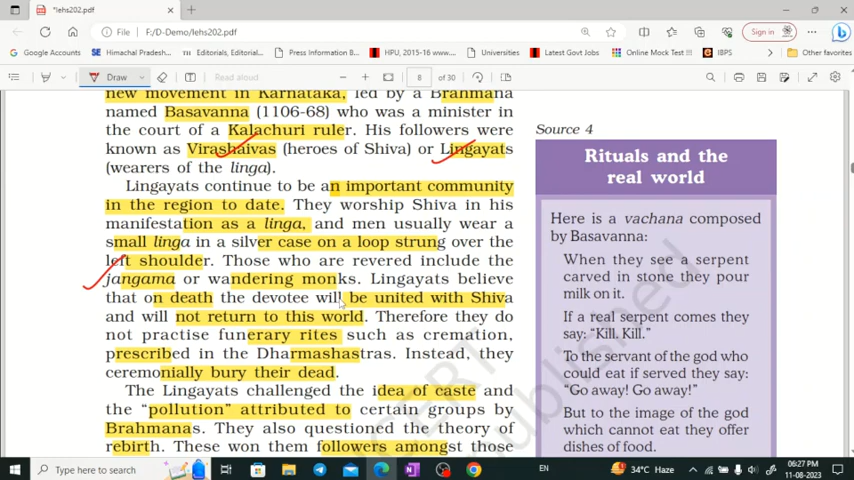 *lehs202.pdf
File
F:/D-Demo/lehs202.pdf
Sign in
Google Accounts
Himachal Pradesh...
Editorials, Editorial...
Press Information B...
HPU, 2015-16 www....
Universities
Latest Govt Jobs
Online Mock Test !!!
IBPS
Other favorites
Draw
Read aloud
8
of 30
new movement in Karnataka, led by a Brahmana
named Basavanna (1106-68) who was a minister in
the court of a Kalachuri ruler. His followers were
known as Virashaivas (heroes of Shiva) or Lingayats
(wearers of the linga).
Lingayats continue to be an important community
in the region to date. They worship Shiva in his
manifestation as a linga, and men usually wear a
small linga in a silver case on a loop strung over the
left shoulder. Those who are revered include the
jangama or wandering monks. Lingayats believe
that on death the devotee will be united with Shiva
and will not return to this world. Therefore they do
not practise funerary rites such as cremation,
prescribed in the Dharmashastras. Instead, they
ceremonially bury their dead.
The Lingayats challenged the idea of caste and
the “pollution” attributed to certain groups by
Brahmanas. They also questioned the theory of
rebirth. These won them followers amongst those
Source 4
Rituals and the
real world
Here is a vachana composed
by Basavanna:
When they see a serpent
carved in stone they pour
milk on it.
If a real serpent comes they
say: “Kill. Kill.”
To the servant of the god who
could eat if served they say:
“Go away! Go away!”
But to the image of the god
which cannot eat they offer
dishes of food.
Type here to search
34°C Haze
EN
06:27 PM
11-08-2023